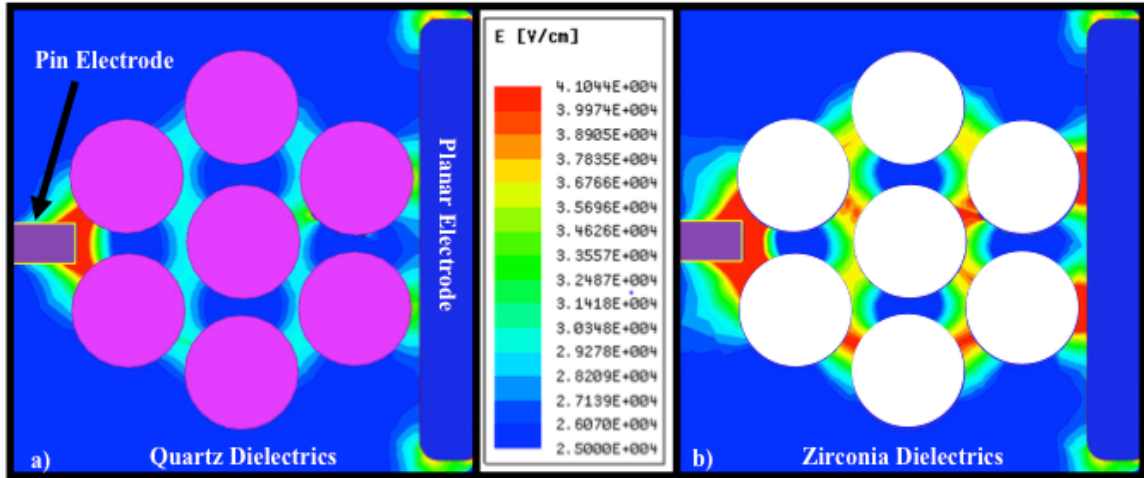 Pin Electrode
Planar Electrode
a)
Quartz Dielectrics
E [V/cm]
4.1044E+004
3.9974E+004
3.8905E+004
3.7835E+004
3.6766E+004
3.5696E+004
3.4626E+004
3.3557E+004
3.2487E+004
3.1418E+004
3.0348E+004
2.9278E+004
2.8209E+004
2.7139E+004
2.6070E+004
2.5000E+004
b)
Zirconia Dielectrics